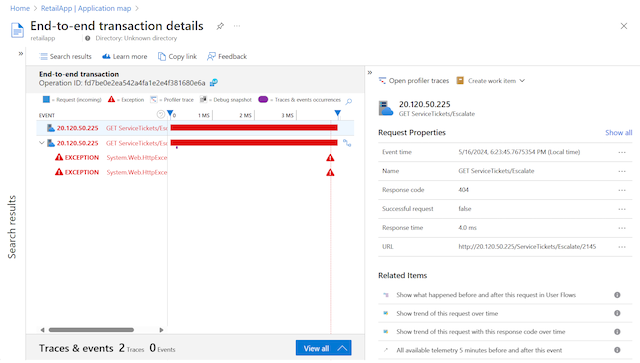 Home > RetailApp | Application map >
End-to-end transaction details
retailapp
Directory: Unknown directory
Search results
Learn more
Copy link
Feedback
End-to-end transaction
Operation ID: fd7be0e2ea542a4fa1e2e4f381680e6a
= Request (incoming)
= Exception
= Profiler trace
= Debug snapshot
= Traces & events occurrences
EVENT
0 1 MS 2 MS 3 MS
20.120.50.225 GET ServiceTickets/Esc
20.120.50.225 GET ServiceTickets/Esc
EXCEPTION System.Web.HttpExce
EXCEPTION System.Web.HttpExce
Search results
Traces & events 2 Traces 0 Events
View all
Open profiler traces
Create work item
20.120.50.225
GET ServiceTickets/Escalate
Request Properties
Show all
Event time 5/16/2024, 6:23:45.7675354 PM (Local time) ...
Name GET ServiceTickets/Escalate ...
Response code 404 ...
Successful request false ...
Response time 4.0 ms ...
URL http://20.120.50.225/ServiceTickets/Escalate/2145 ...
Related Items
Show what happened before and after this request in User Flows
Show trend of this request over time
Show trend of this request with this response code over time
All available telemetry 5 minutes before and after this event